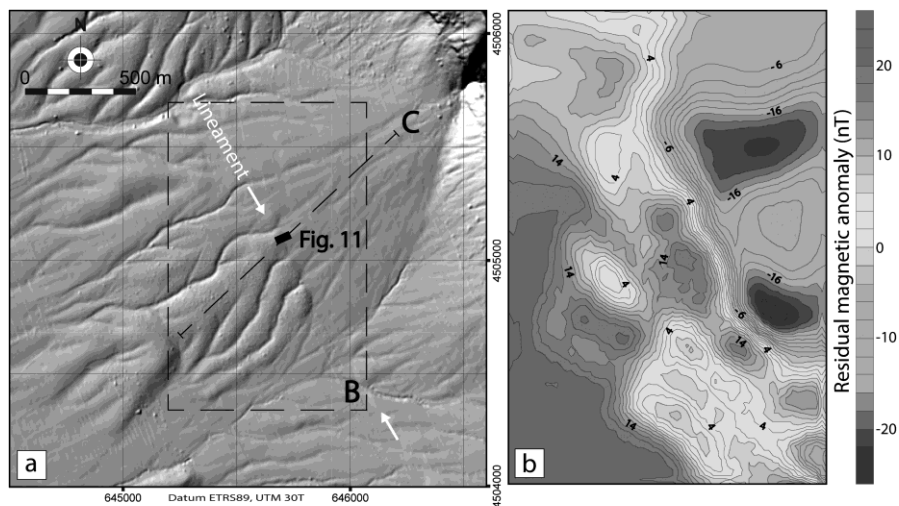 N
0 500 m
Lineament
C
Fig. 11
B
a
645000
646000
Datum ETRS89, UTM 30T
4506000
4505000
4504000
4
-6
-16
14
-6
4
-16
4
14
14
4
-16
-6
4
14
4
14
4
4
b
20
10
0
-10
-20
Residual magnetic anomaly (nT)